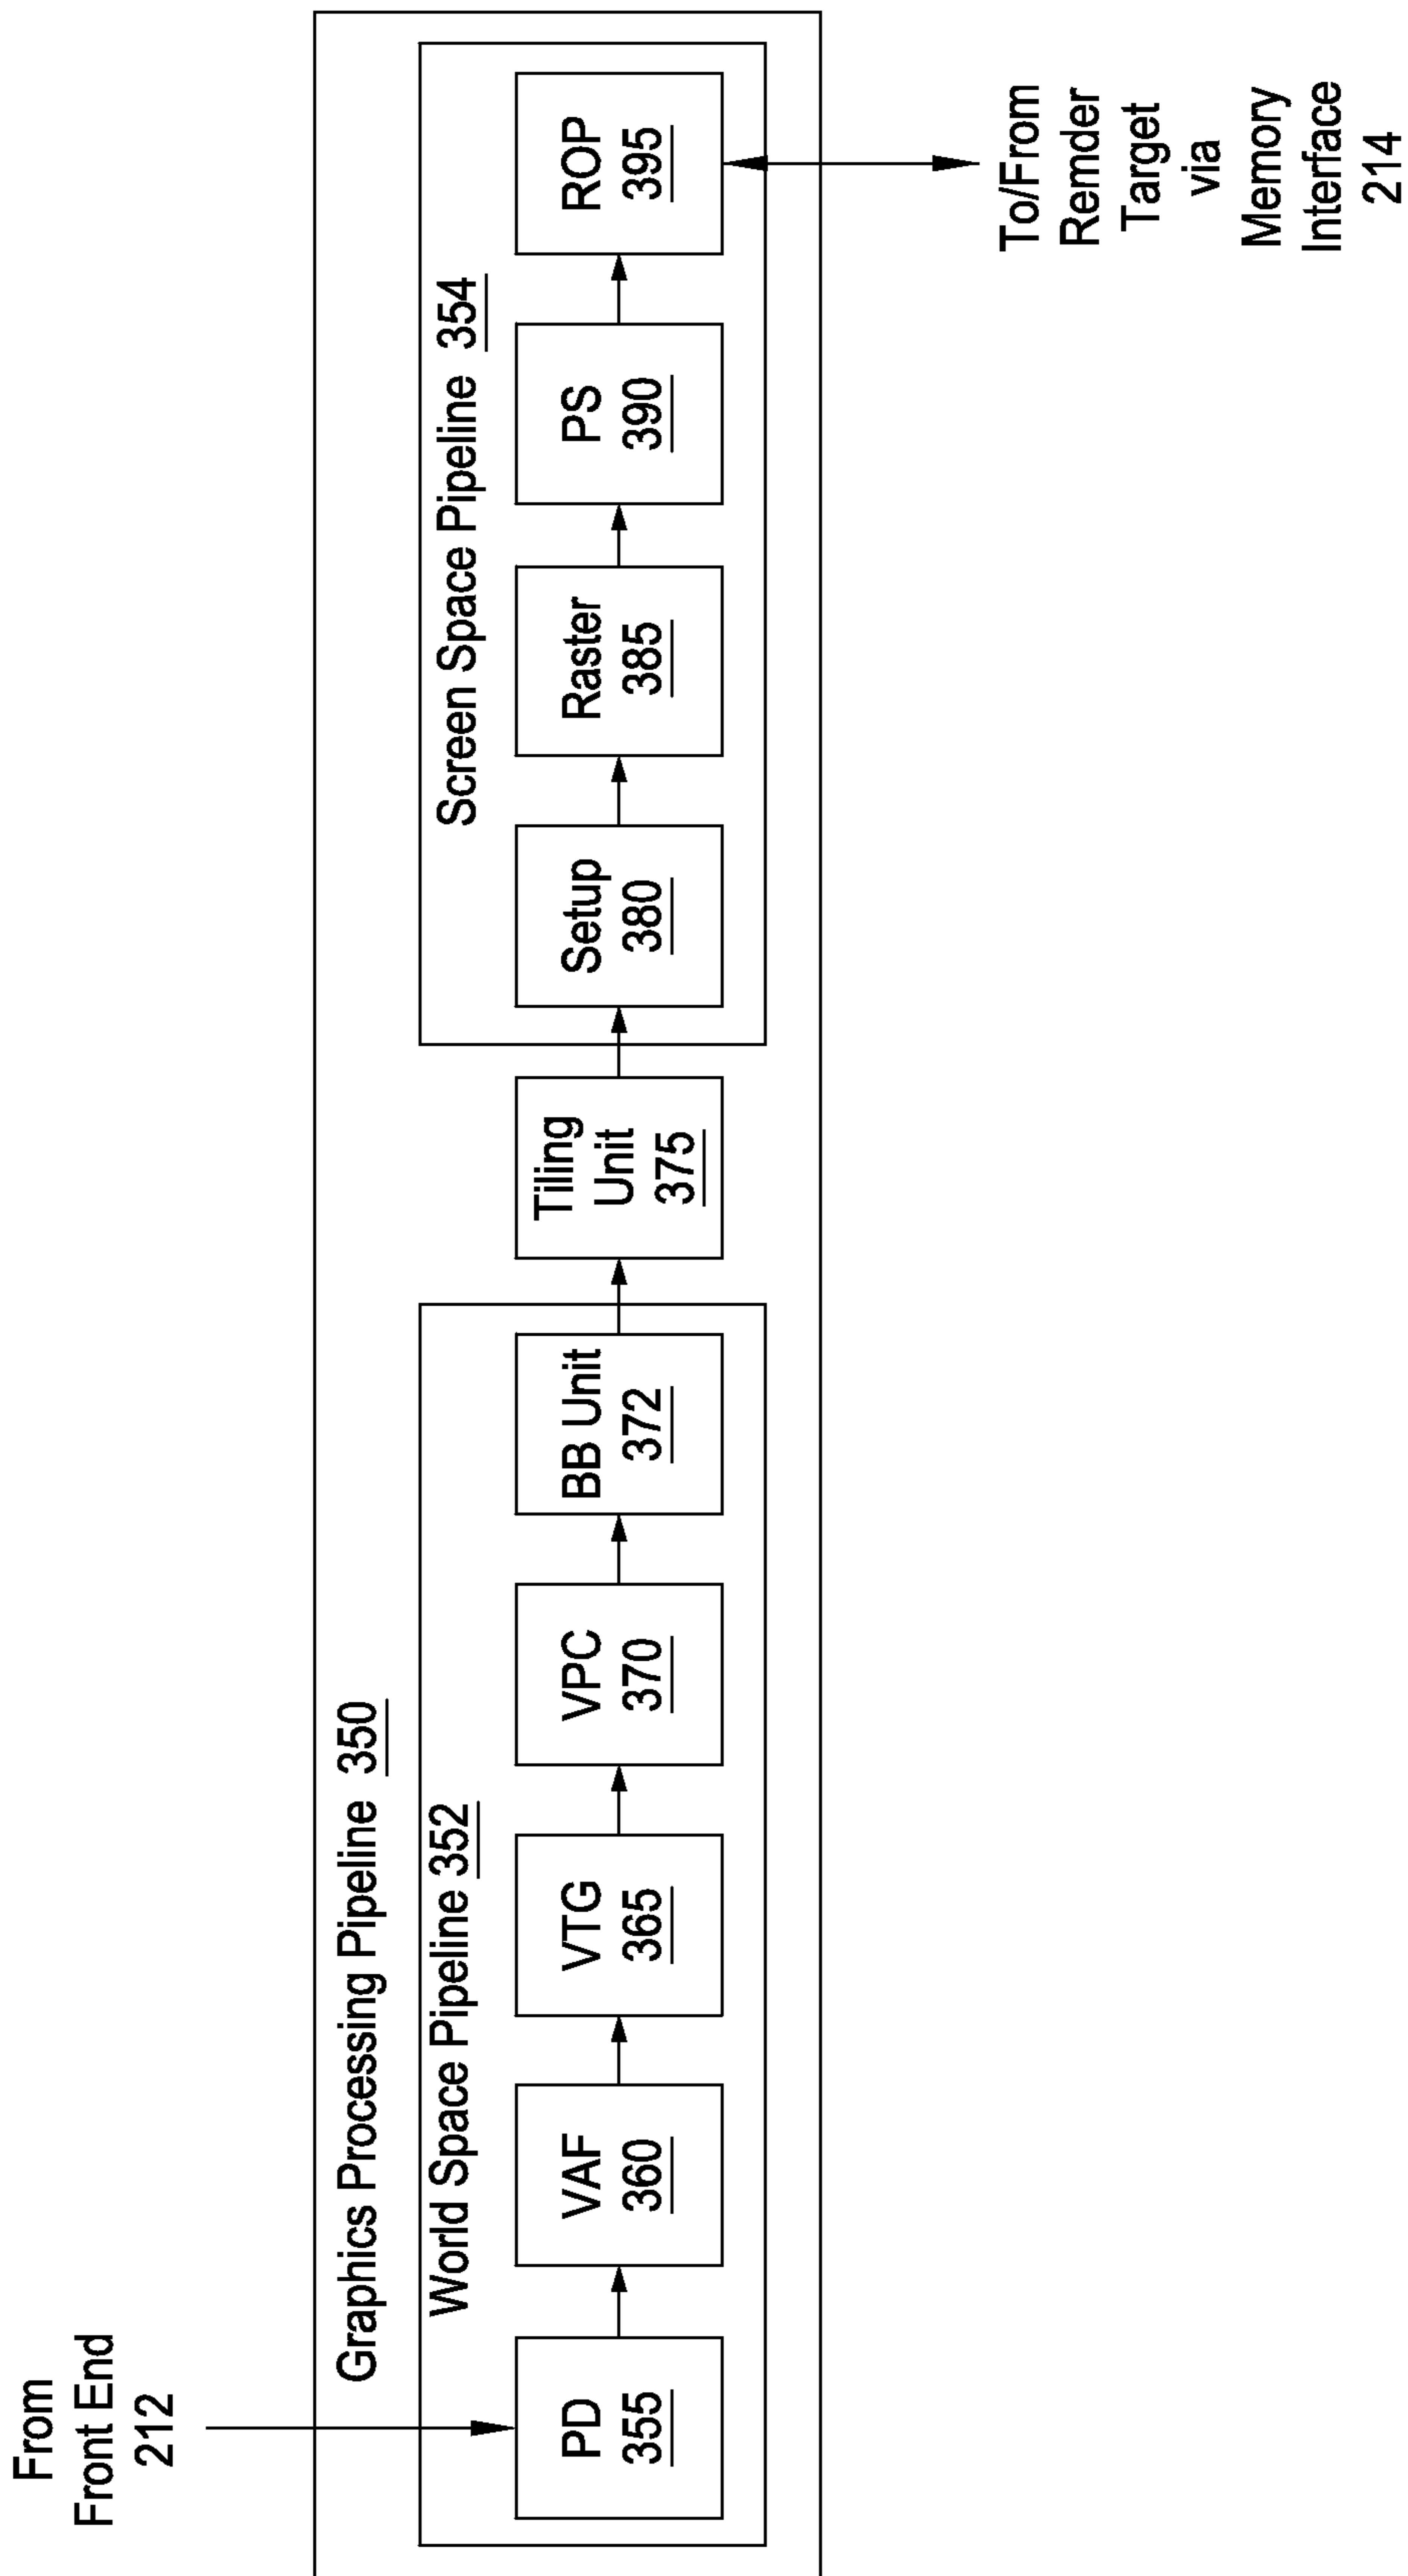 From
Front End
212
Graphics Processing Pipeline 350
World Space Pipeline 352
PD
355
VAF
360
VTG
365
VPC
370
BB Unit
372
Tiling
Unit
375
Screen Space Pipeline 354
Setup
380
Raster
385
PS
390
ROP
395
To/From
Remder
Target
via
Memory
Interface
214